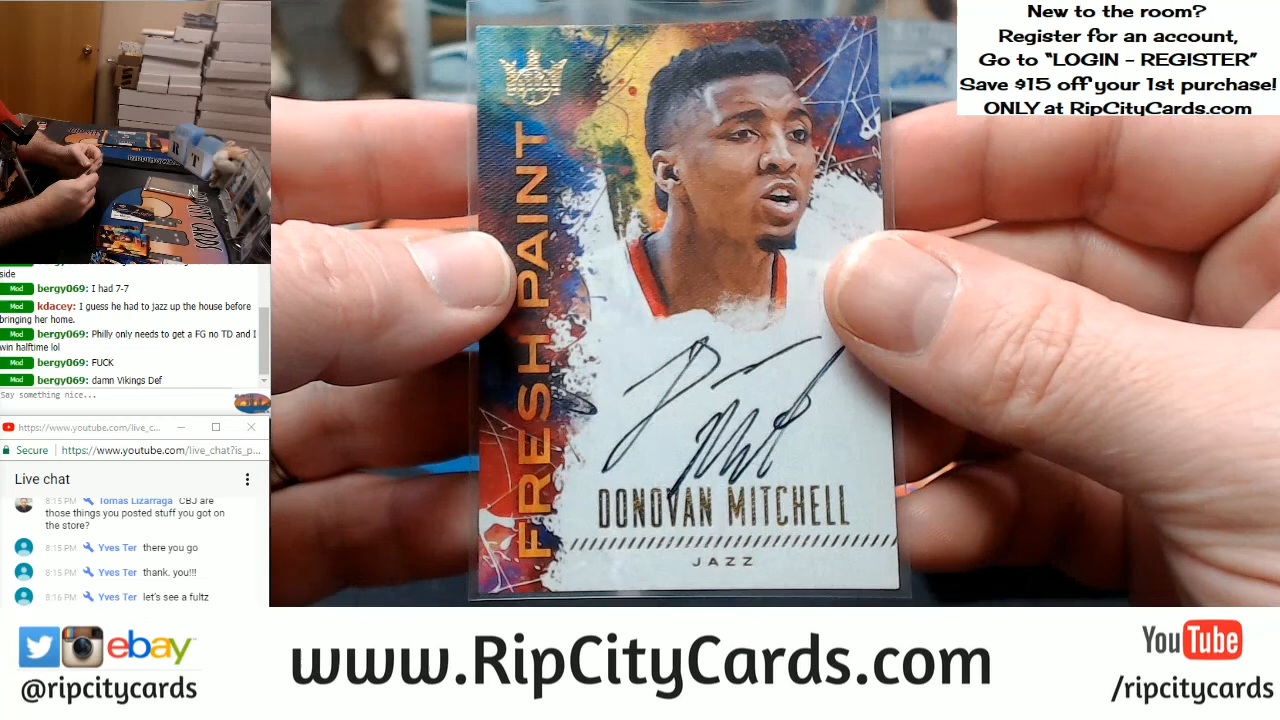 New to the room?
Register for an account,
Go to “LOGIN - REGISTER”
Save $15 off your 1st purchase!
ONLY at RipCityCards.com
FRESH PAINT
DONOVAN MITCHELL
JAZZ
side
Mod bergy069: I had 7-7
Mod kdacey: I guess he had to jazz up the house before
bringing her home.
Mod bergy069: Philly only needs to get a FG no TD and I
win halftime lol
Mod bergy069: FUCK
Mod bergy069: damn Vikings Def
Say something nice...
https://www.youtube.com/live_c...
Secure https://www.youtube.com/live_chat?is_p...
Live chat
8:15 PM Tomas Lizarraga CBJ are
those things you posted stuff you got on
the store?
8:15 PM Yves Ter there you go
8:15 PM Yves Ter thank. you!!!
8:16 PM Yves Ter let's see a fultz
ebay
@ripcitycards
www.RipCityCards.com
YouTube
/ripcitycards